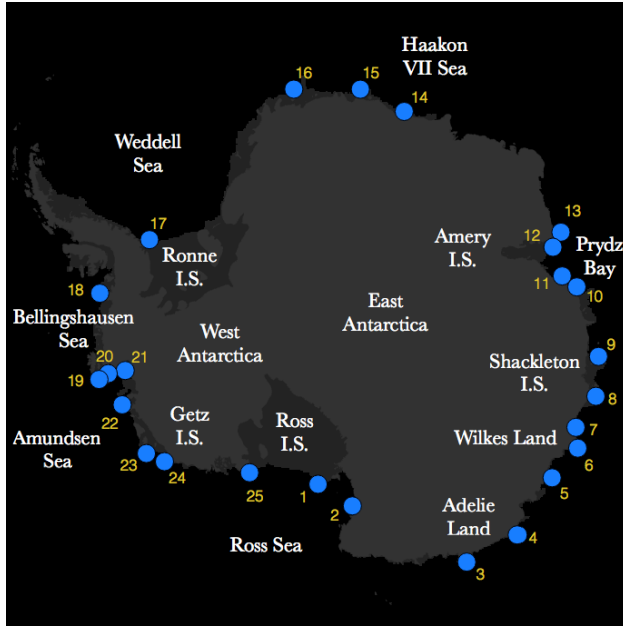 Haakon
VII Sea
16
15
14
Weddell
Sea
17
13
12
Amery
I.S.
Prydz
Bay
Ronne
I.S.
11
10
18
East
Antarctica
Bellingshausen
Sea
West
Antarctica
9
20
21
Shackleton
I.S.
19
8
22
Getz
I.S.
Ross
I.S.
7
Wilkes Land
Amundsen
Sea
6
23
24
25
1
5
2
Adelie
Land
4
Ross Sea
3